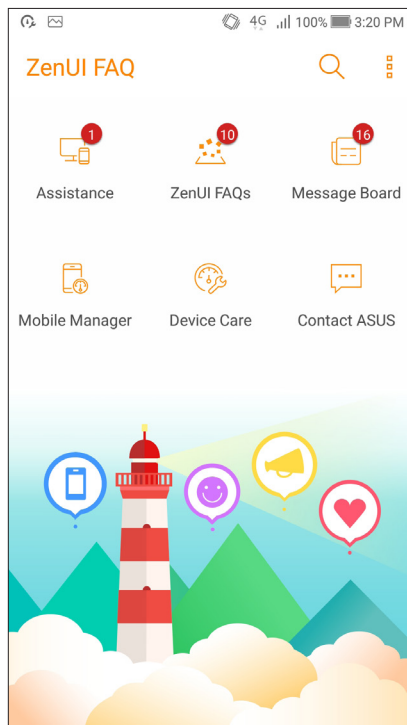 4G 100% 3:20 PM
ZenUI FAQ
1 10 16
Assistance ZenUI FAQs Message Board
Mobile Manager Device Care Contact ASUS